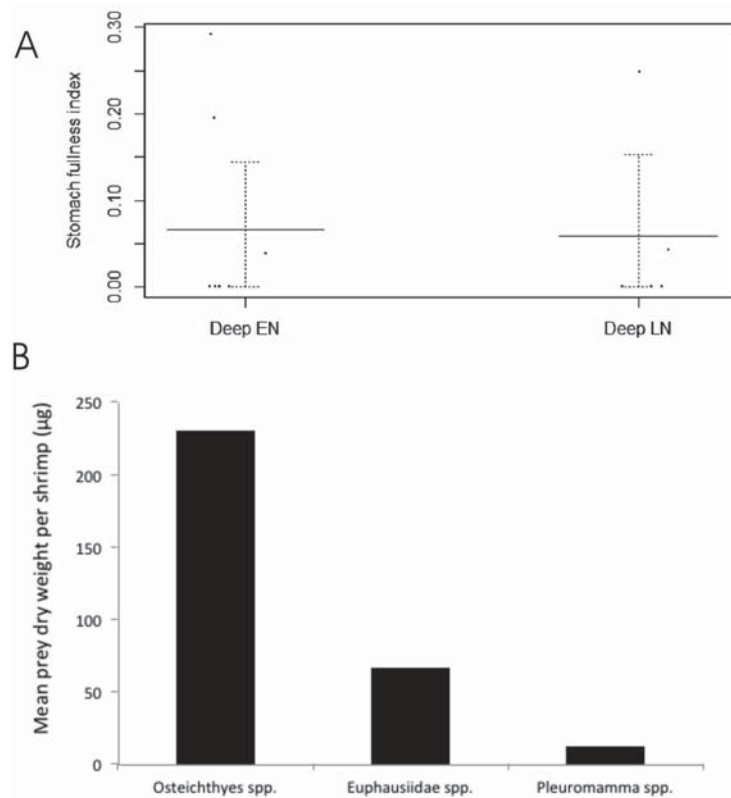 A
Stomach fullness index
0.30
0.20
0.10
0.00
Deep EN
Deep LN
B
Mean prey dry weight per shrimp (µg)
250
200
150
100
50
0
Osteichthyes spp.
Euphausiidae spp.
Pleuromamma spp.